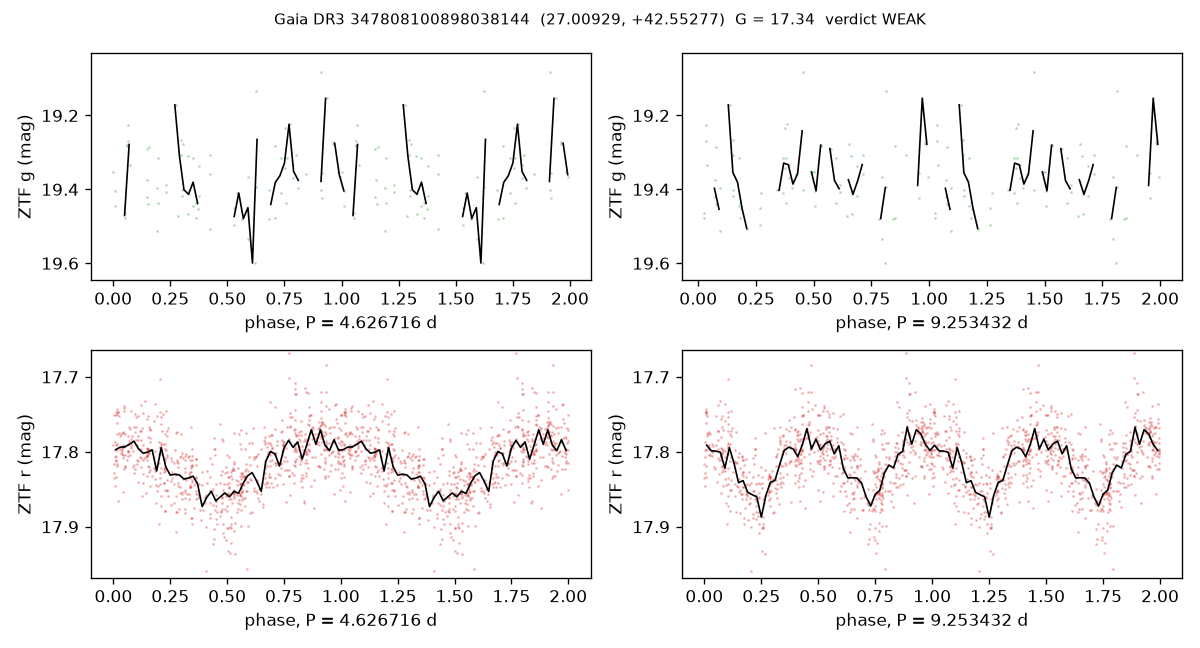 Gaia DR3 347808100898038144 (27.00929, +42.55277) G = 17.34 verdict WEAK
ZTF g (mag)
19.2
19.4
19.6
0.00 0.25 0.50 0.75 1.00 1.25 1.50 1.75 2.00
phase, P = 4.626716 d
ZTF g (mag)
19.2
19.4
19.6
0.00 0.25 0.50 0.75 1.00 1.25 1.50 1.75 2.00
phase, P = 9.253432 d
ZTF r (mag)
17.7
17.8
17.9
0.00 0.25 0.50 0.75 1.00 1.25 1.50 1.75 2.00
phase, P = 4.626716 d
ZTF r (mag)
17.7
17.8
17.9
0.00 0.25 0.50 0.75 1.00 1.25 1.50 1.75 2.00
phase, P = 9.253432 d